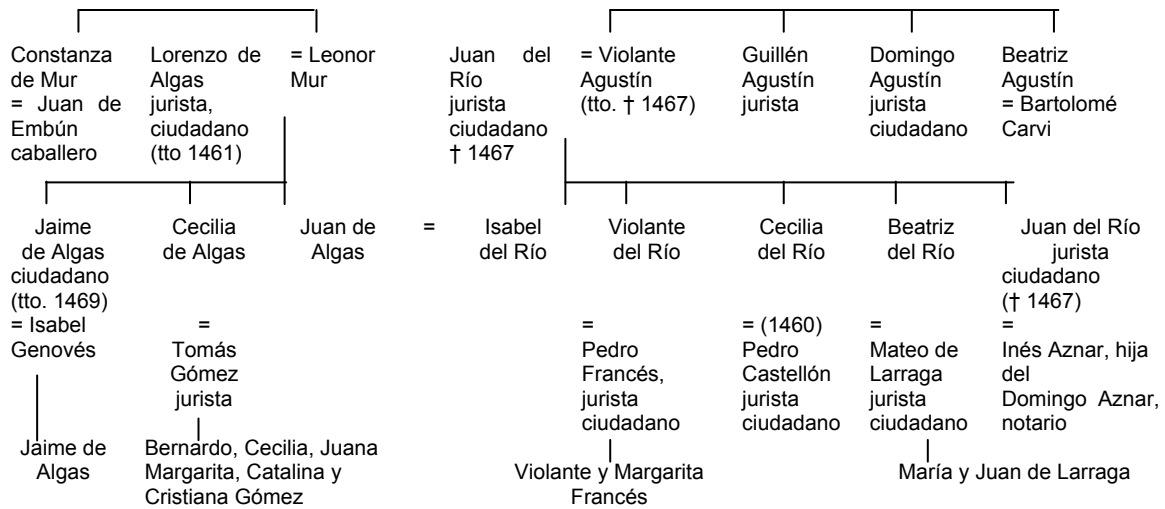 Constanza
de Mur
= Juan de
Embún
caballero
Lorenzo de
Algas
jurista,
ciudadano
(tto 1461)
= Leonor
Mur
Juan del
Río
jurista
ciudadano
† 1467
= Violante
Agustín
(tto. † 1467)
Guillén
Agustín
jurista
Domingo
Agustín
jurista
ciudadano
Beatriz
Agustín
= Bartolomé
Carvi
Jaime
de Algas
ciudadano
(tto. 1469)
= Isabel
Genovés
Cecilia
de Algas
=
Tomás
Gómez
jurista
Juan de
Algas
=
Isabel
del Río
Violante
del Río
=
Pedro
Francés,
jurista
ciudadano
Cecilia
del Río
= (1460)
Pedro
Castellón
jurista
ciudadano
Beatriz
del Río
=
Mateo de
Larraga
jurista
ciudadano
Juan del Río
jurista
ciudadano
(† 1467)
=
Inés Aznar, hija
del
Domingo Aznar,
notario
Jaime de
Algas
Bernardo, Cecilia, Juana
Margarita, Catalina y
Cristiana Gómez
Violante y Margarita
Francés
María y Juan de Larraga